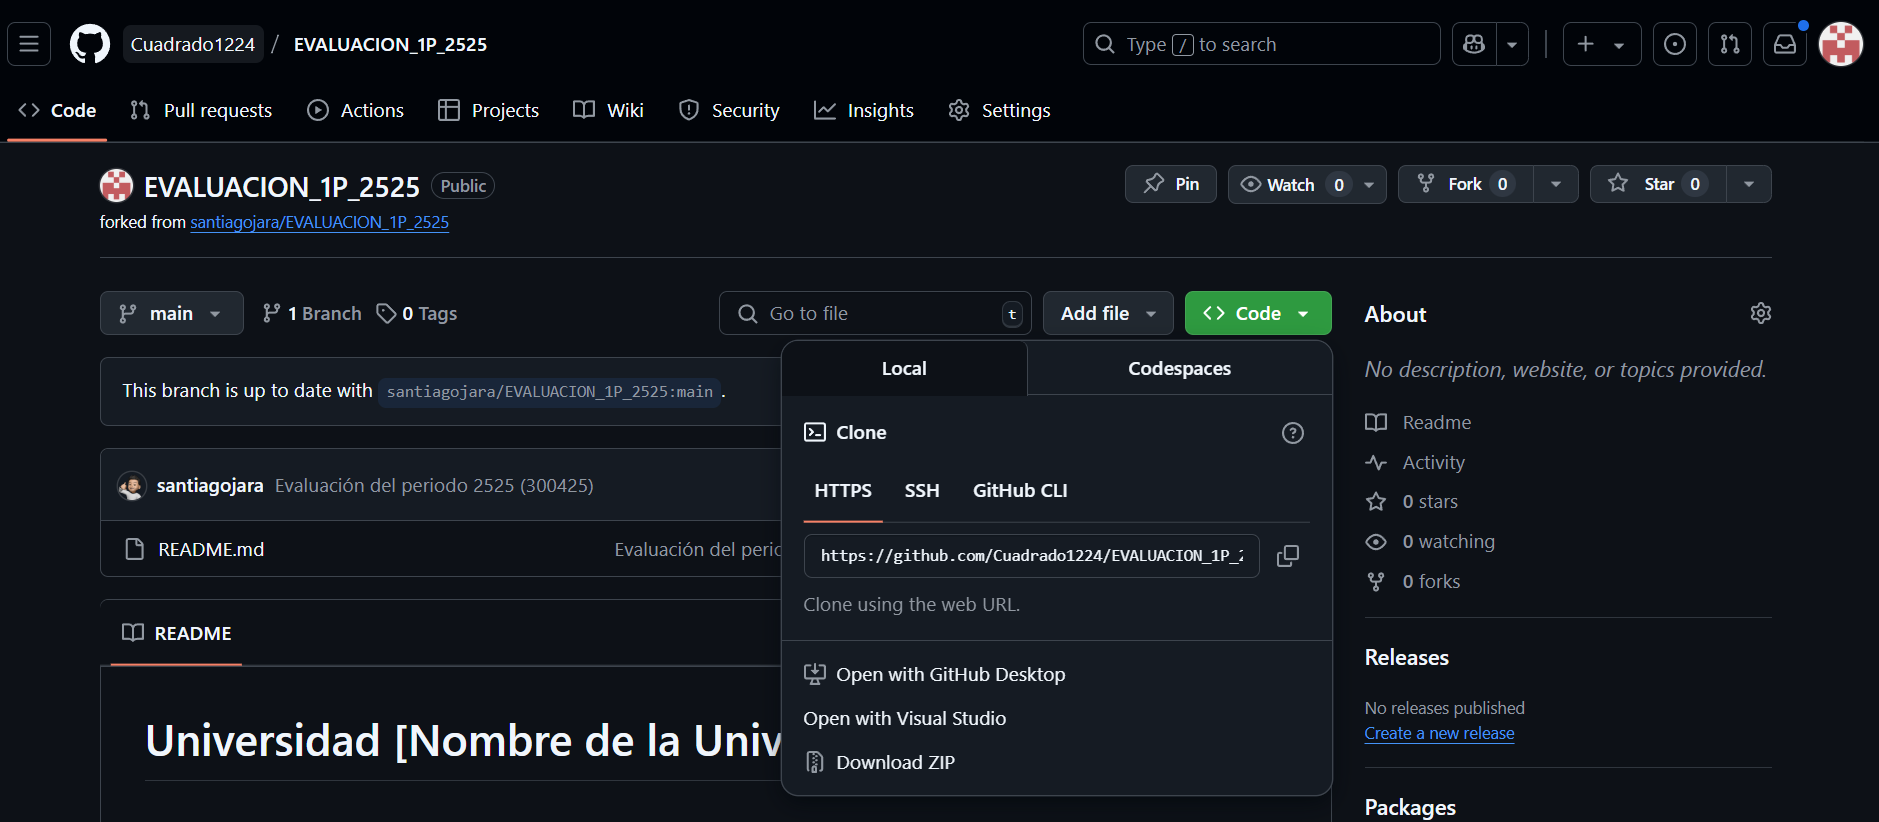 Cuadrado1224 / EVALUACION_1P_2525 Type / to search
Code Pull requests Actions Projects Wiki Security Insights Settings
EVALUACION_1P_2525 Public Pin Watch 0 Fork 0 Star 0
forked from santiagojara/EVALUACION_1P_2525
main 1 Branch 0 Tags Go to file t Add file Code
This branch is up to date with santiagojara/EVALUACION_1P_2525:main.
santiagojara Evaluación del periodo 2525 (300425)
README.md Evaluación del peri
README
Universidad [Nombre de la Univ
Local Codespaces
Clone
HTTPS SSH GitHub CLI
https://github.com/Cuadrado1224/EVALUACION_1P_2
Clone using the web URL.
Open with GitHub Desktop
Open with Visual Studio
Download ZIP
About
No description, website, or topics provided.
Readme
Activity
0 stars
0 watching
0 forks
Releases
No releases published
Create a new release
Packages